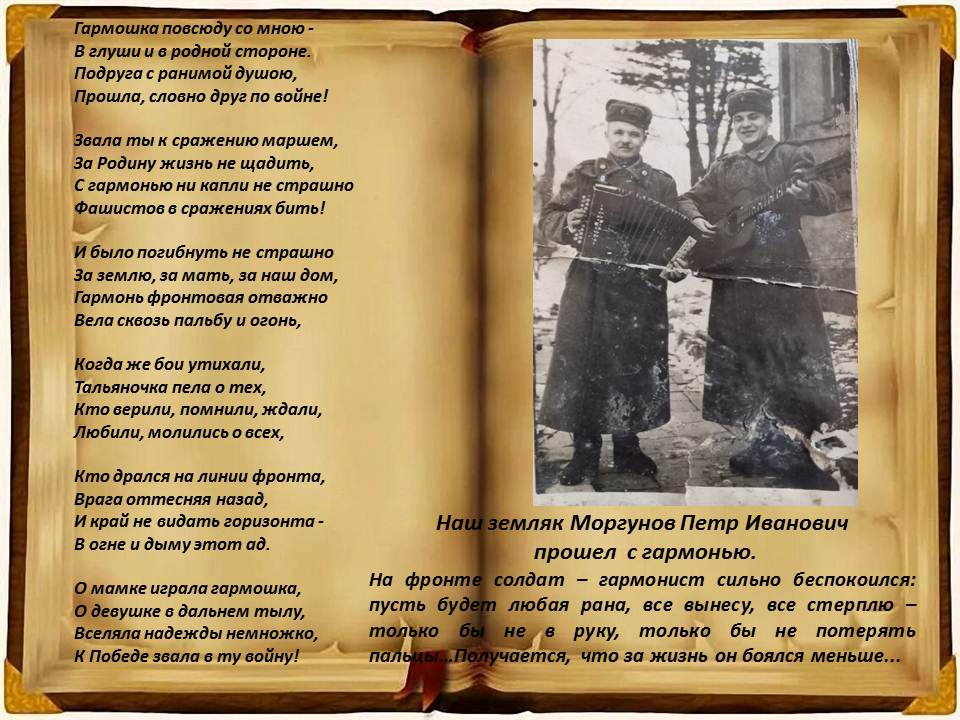 Гармошка повсюду со мною -
В глуши и в родной стороне.
Подруга с ранимой душою,
Прошла, словно друг по войне!
Звала ты к сражению маршем,
За Родину жизнь не щадить,
С гармонью ни капли не страшно
Фашистов в сражениях бить!
И было погибнуть не страшно
За землю, за мать, за наш дом,
Гармонь фронтовая отважно
Вела сквозь пальбу и огонь,
Когда же бои утихали,
Тальяночка пела о тех,
Кто верили, помнили, ждали,
Любили, молились о всех,
Кто дрался на линии фронта,
Врага оттесняя назад,
И край не видать горизонта -
В огне и дыму этот ад.
О мамке играла гармошка,
О девушке в дальнем тылу,
Вселяла надежды немножко,
К Победе звала в ту войну!
Наш земляк Моргунов Петр Иванович
прошел с гармонью.
На фронте солдат – гармонист сильно беспокоился:
пусть будет любая рана, все вынесу, все стерплю –
только бы не в руку, только бы не потерять
пальцы...Получается, что за жизнь он боялся меньше...